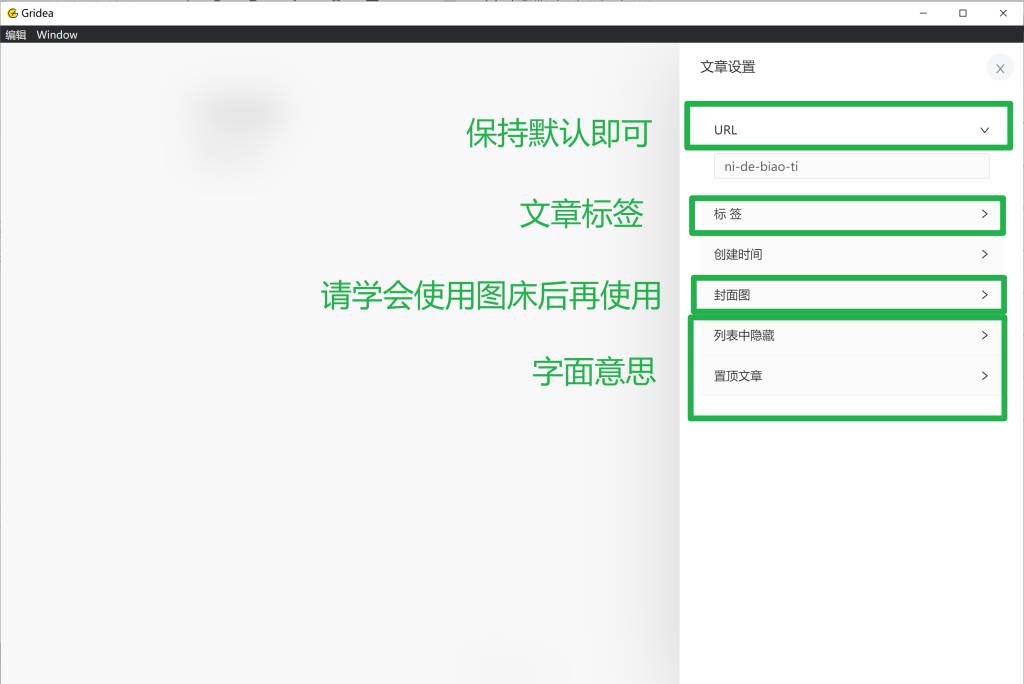 Gridea
编辑 Window
文章设置
保持默认即可
URL
ni-de-biao-ti
文章标签
标 签
创建时间
请学会使用图床后再使用
封面图
列表中隐藏
字面意思
置顶文章